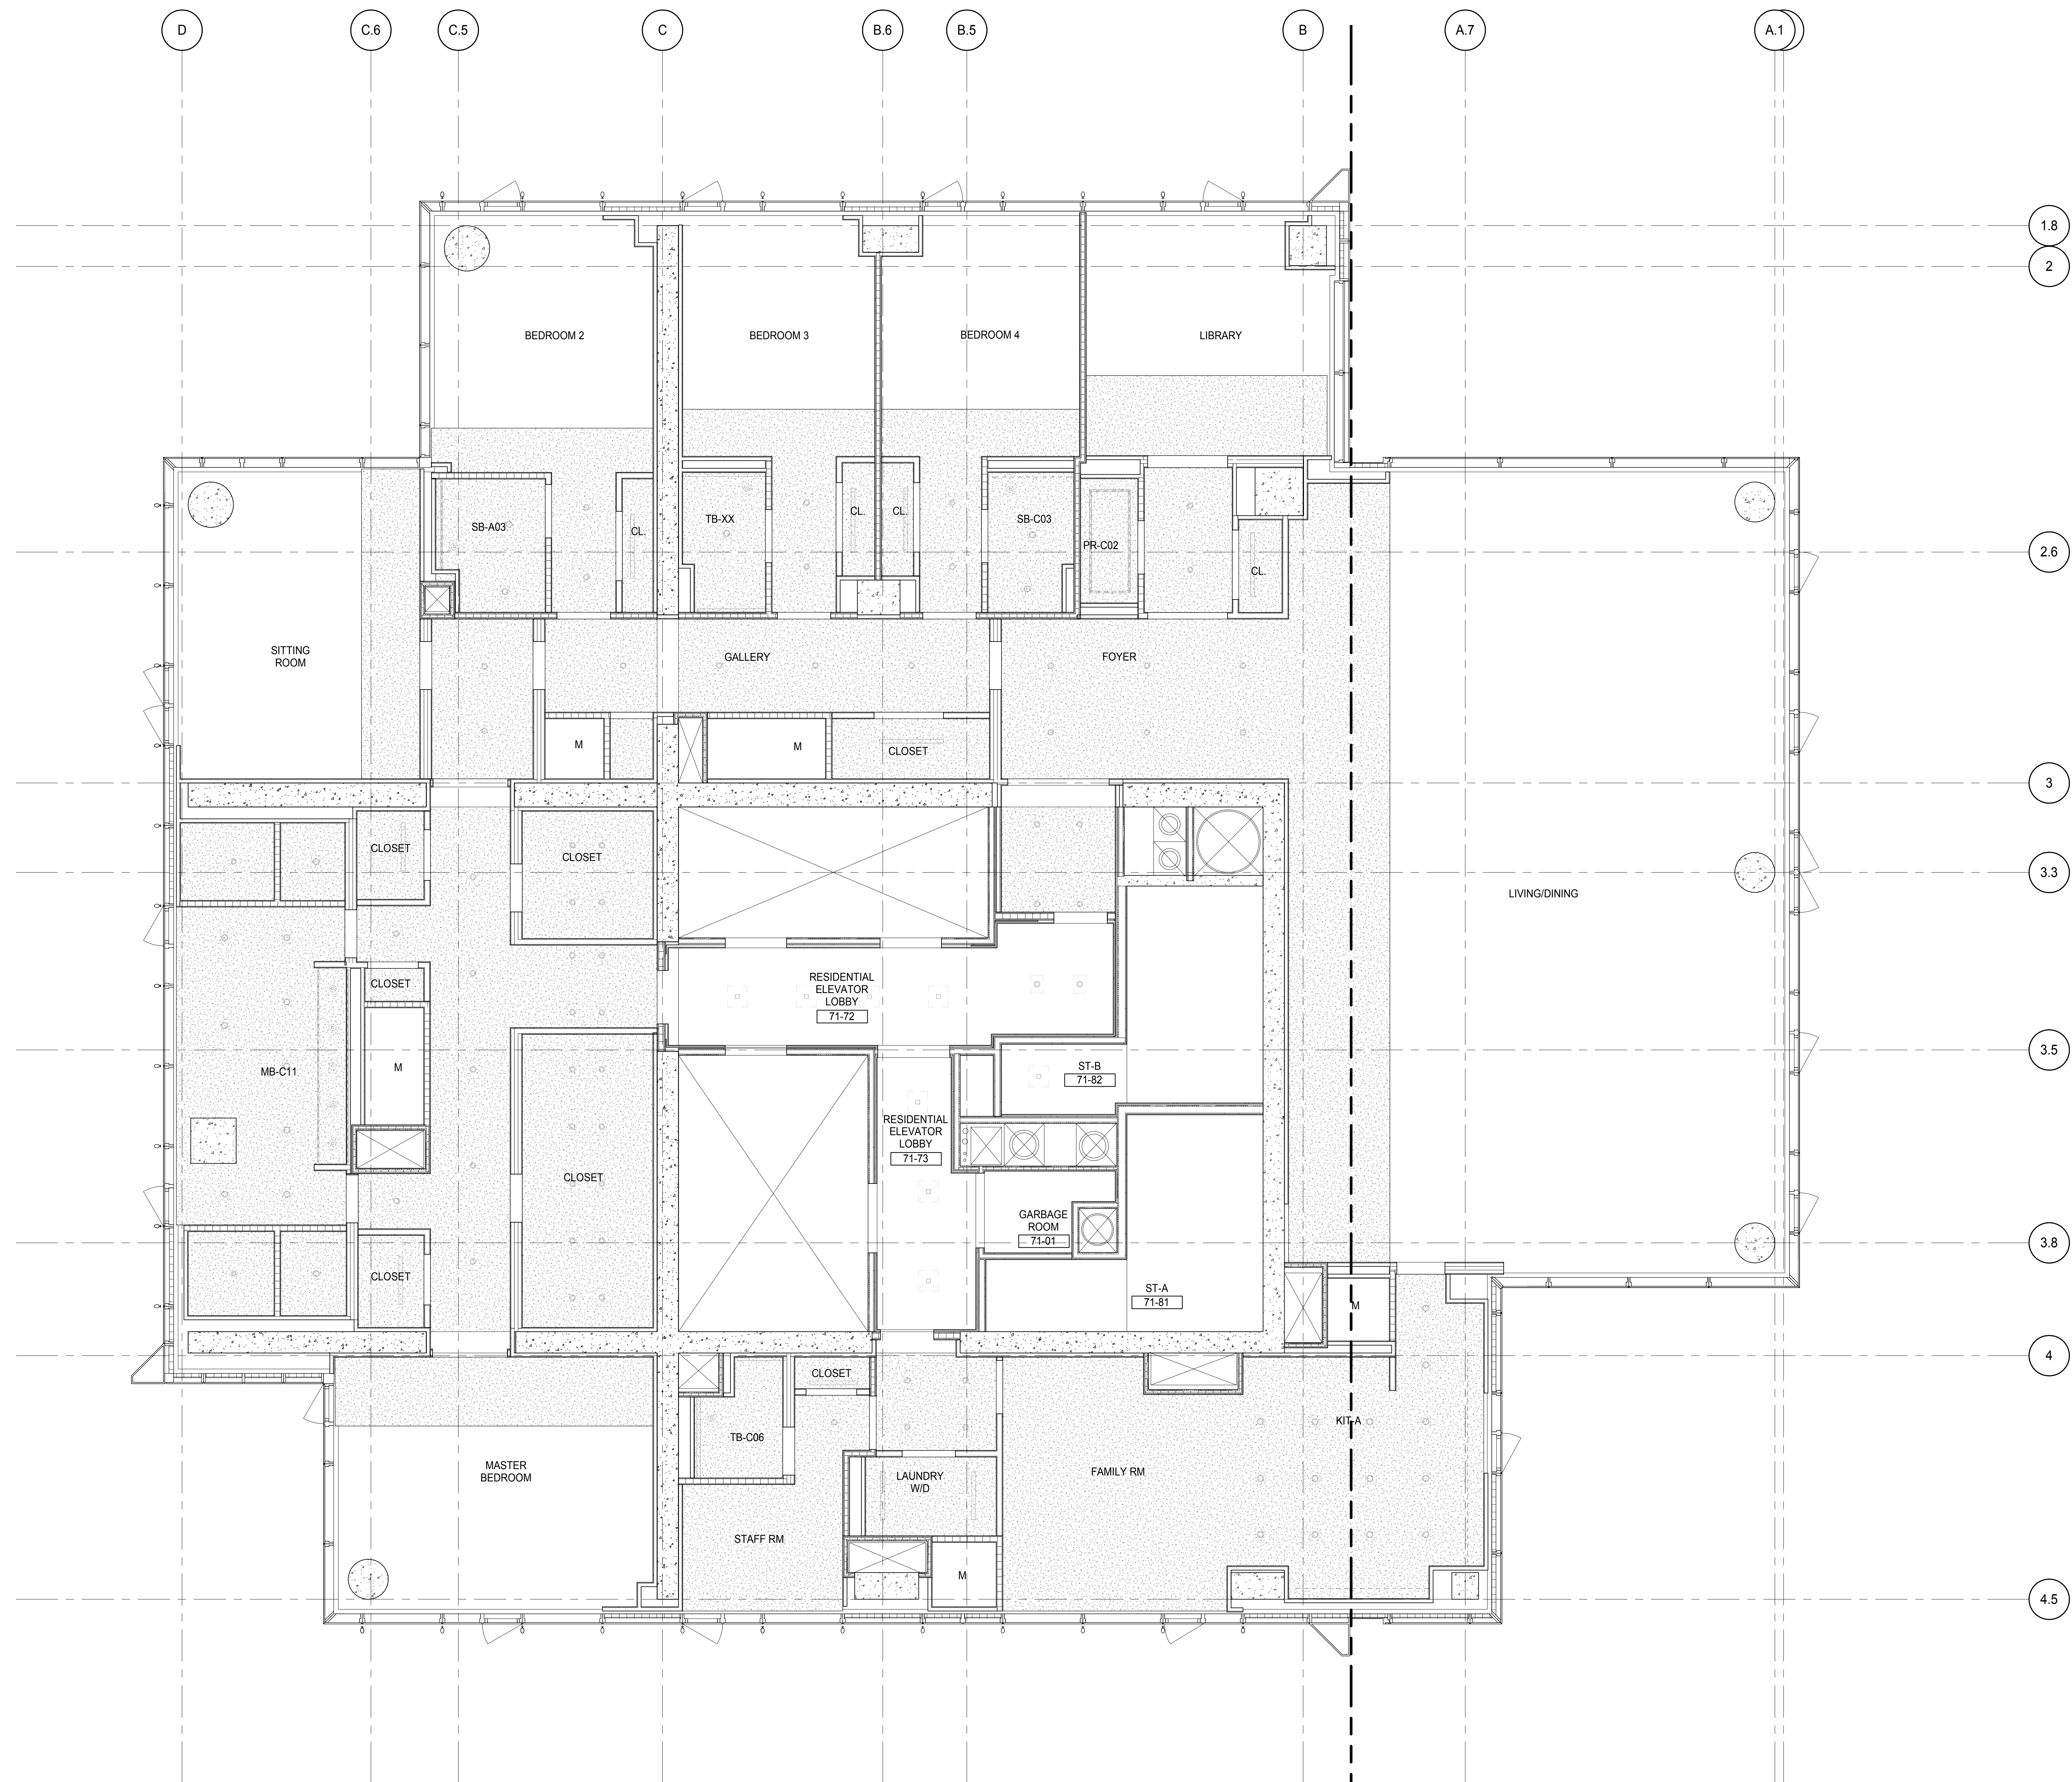 D
C.6
C.5
C
B.6
B.5
B
A.7
A.1
1.8
2
BEDROOM 2
BEDROOM 3
BEDROOM 4
LIBRARY
SB-A03
CL.
TB-XX
CL.
CL.
SB-C03
PR-C02
CL.
2.6
SITTING
ROOM
GALLERY
FOYER
M
M
CLOSET
3
CLOSET
CLOSET
3.3
LIVING/DINING
CLOSET
RESIDENTIAL
ELEVATOR
LOBBY
71-72
3.5
MB-C11
M
ST-B
71-82
RESIDENTIAL
ELEVATOR
LOBBY
71-73
CLOSET
GARBAGE
ROOM
71-01
3.8
CLOSET
ST-A
71-81
M
4
CLOSET
TB-C06
KIT-A
MASTER
BEDROOM
LAUNDRY
W/D
FAMILY RM
STAFF RM
M
4.5